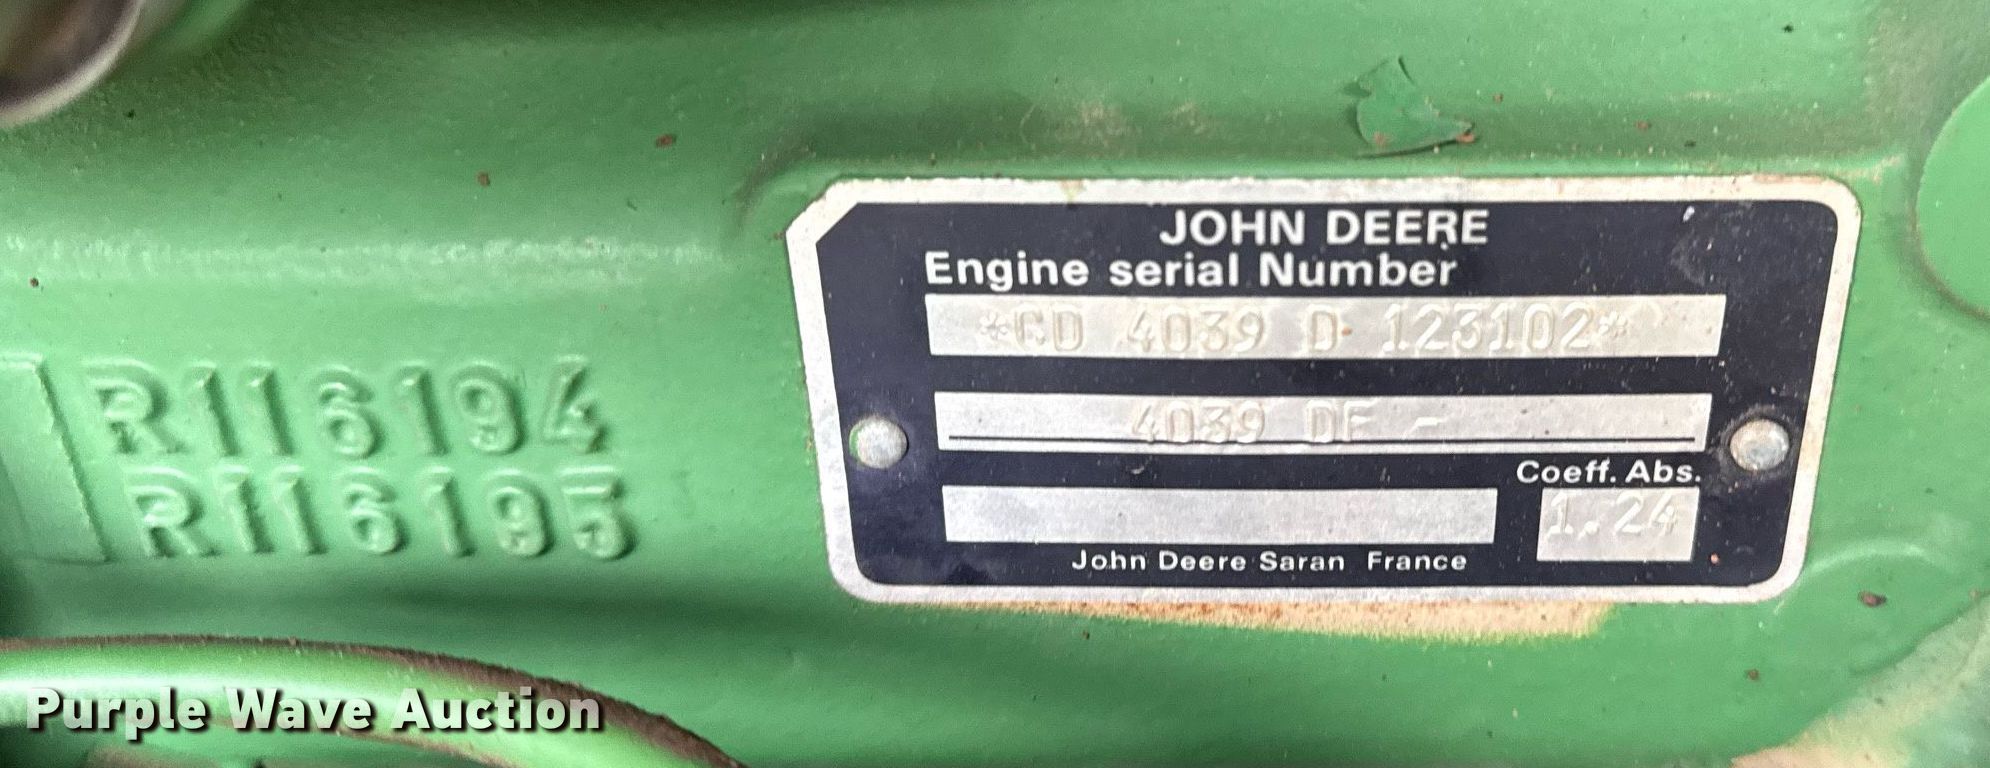 R116194
R116195
JOHN DEERE
Engine serial Number
*CD 4039 D 123102*
4039 DF -
Coeff. Abs.
1.24
John Deere Saran France
Purple Wave Auction